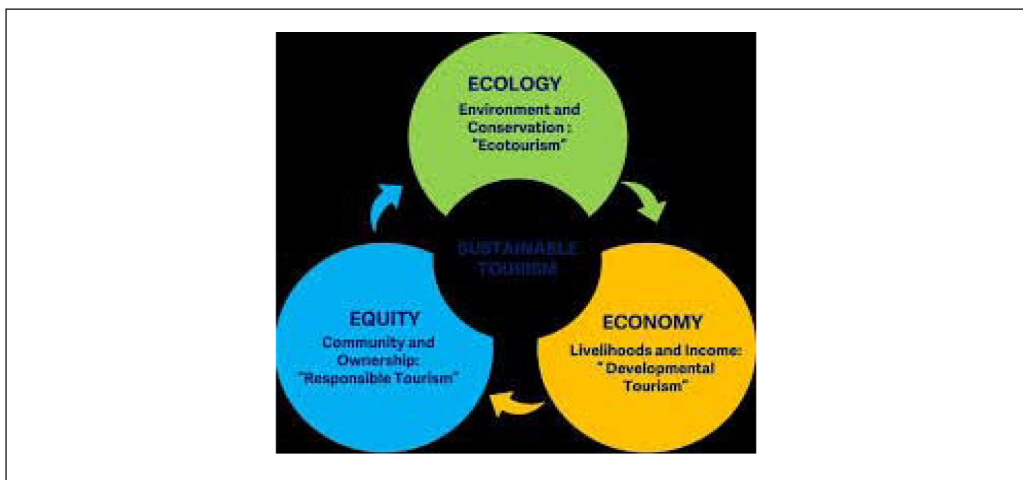 ECOLOGY
Environment and
Conservation :
"Ecotourism"
SUSTAINABLE
TOURISM
EQUITY
Community and
Ownership:
"Responsible Tourism"
ECONOMY
Livelihoods and Income:
" Developmental
Tourism"